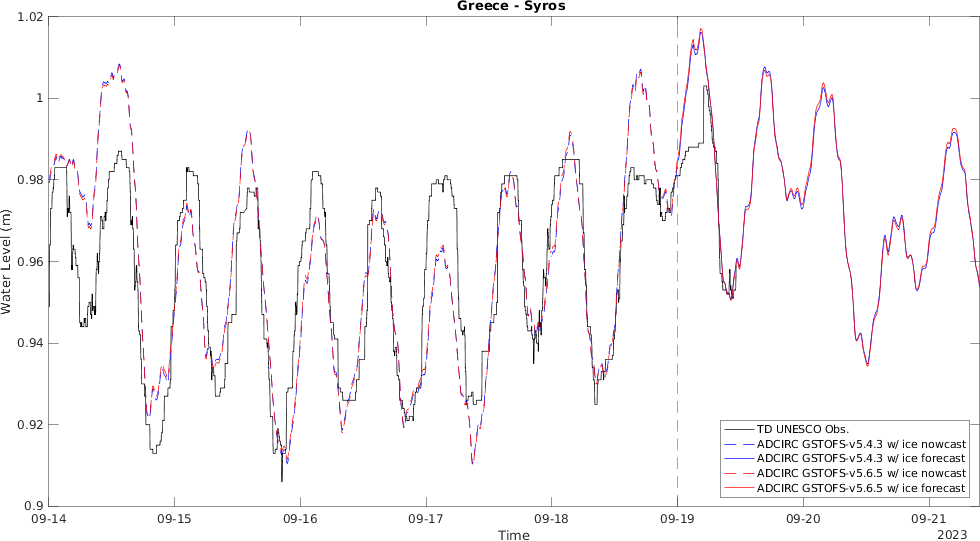 Greece - Syros
1.02
1
0.98
0.96
0.94
0.92
0.9
Water Level (m)
09-14 09-15 09-16 09-17 09-18 09-19 09-20 09-21
Time
2023
TD UNESCO Obs.
ADCIRC GSTOFS-v5.4.3 w/ ice nowcast
ADCIRC GSTOFS-v5.4.3 w/ ice forecast
ADCIRC GSTOFS-v5.6.5 w/ ice nowcast
ADCIRC GSTOFS-v5.6.5 w/ ice forecast